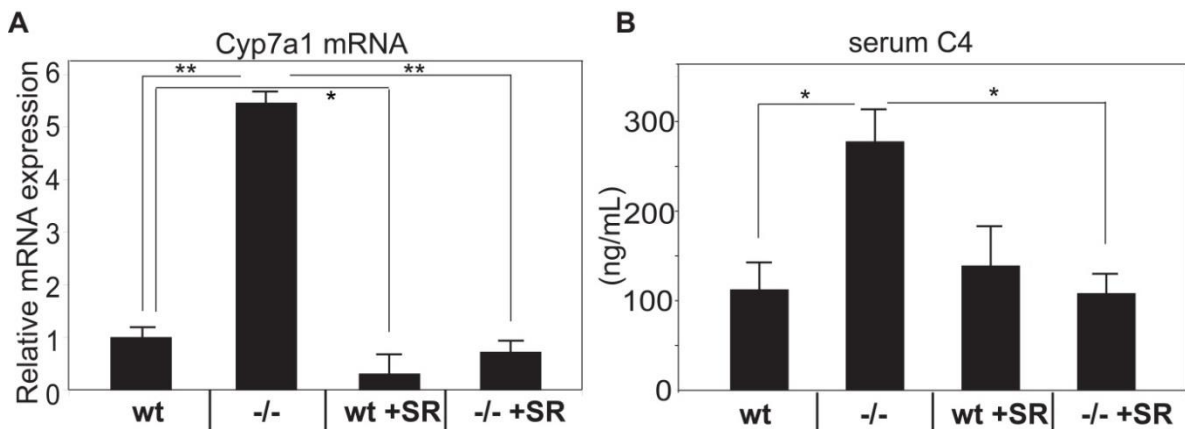 A
Cyp7a1 mRNA
Relative mRNA expression
6
5
4
2
1
0
** **
*
wt -/- wt +SR -/- +SR
B
serum C4
(ng/mL)
300
200
100
0
* *
wt -/- wt +SR -/- +SR